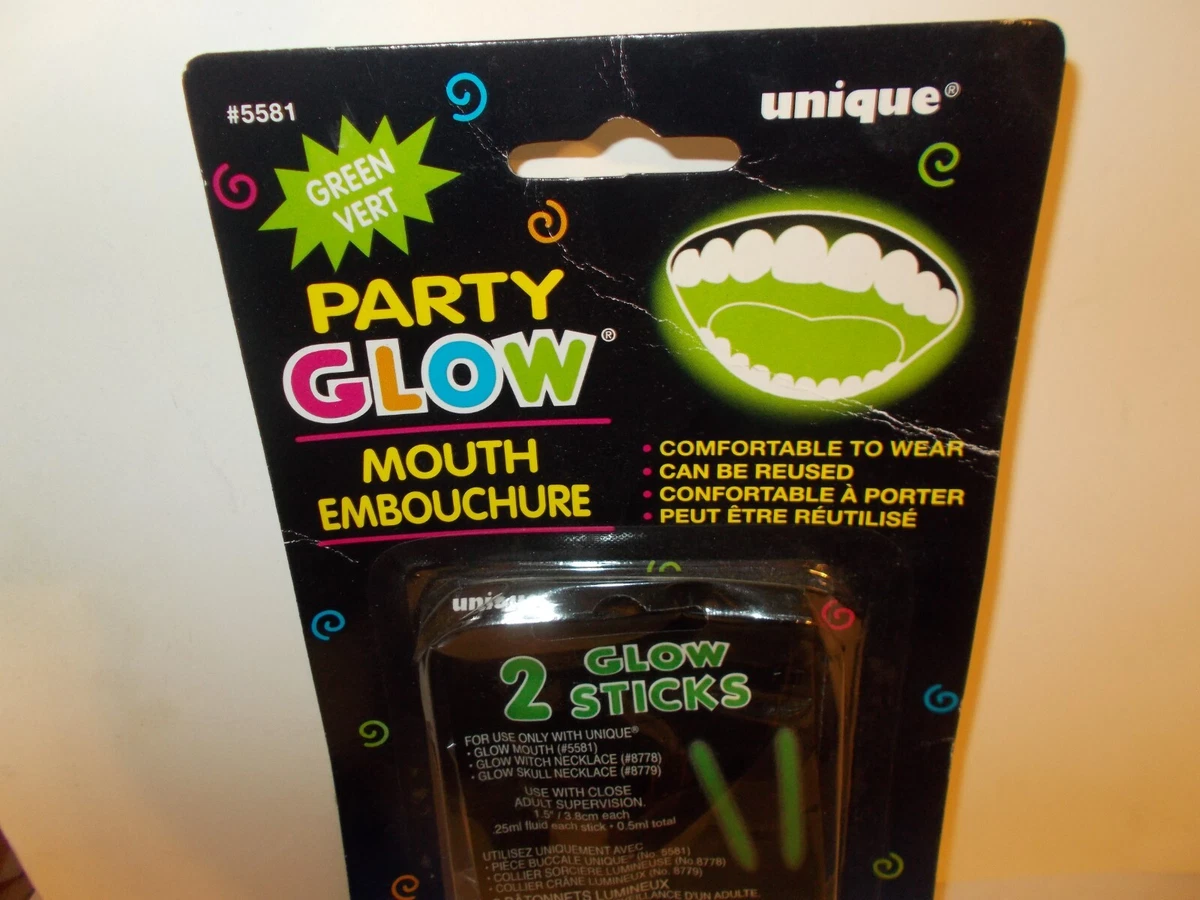 #5581
unique®
GREEN
VERT
PARTY
GLOW®
MOUTH
EMBOUCHURE
• COMFORTABLE TO WEAR
• CAN BE REUSED
• CONFORTABLE À PORTER
• PEUT ÊTRE RÉUTILISÉ
unique
2 GLOW
STICKS
FOR USE ONLY WITH UNIQUE®
• GLOW MOUTH (#5581)
• GLOW WITCH NECKLACE (#8778)
• GLOW SKULL NECKLACE (#8779)
USE WITH CLOSE
ADULT SUPERVISION.
1.5" / 3.8cm each
.25ml fluid each stick • 0.5ml total
UTILISEZ UNIQUEMENT AVEC
• PIÈCE BUCCALE UNIQUE® (No. 5581)
• COLLIER SORCIÈRE LUMINEUSE (No. 8778)
• COLLIER CRÂNE LUMINEUX (No. 8779)
BÂTONNETS LUMINEUX
D'UN ADULTE.